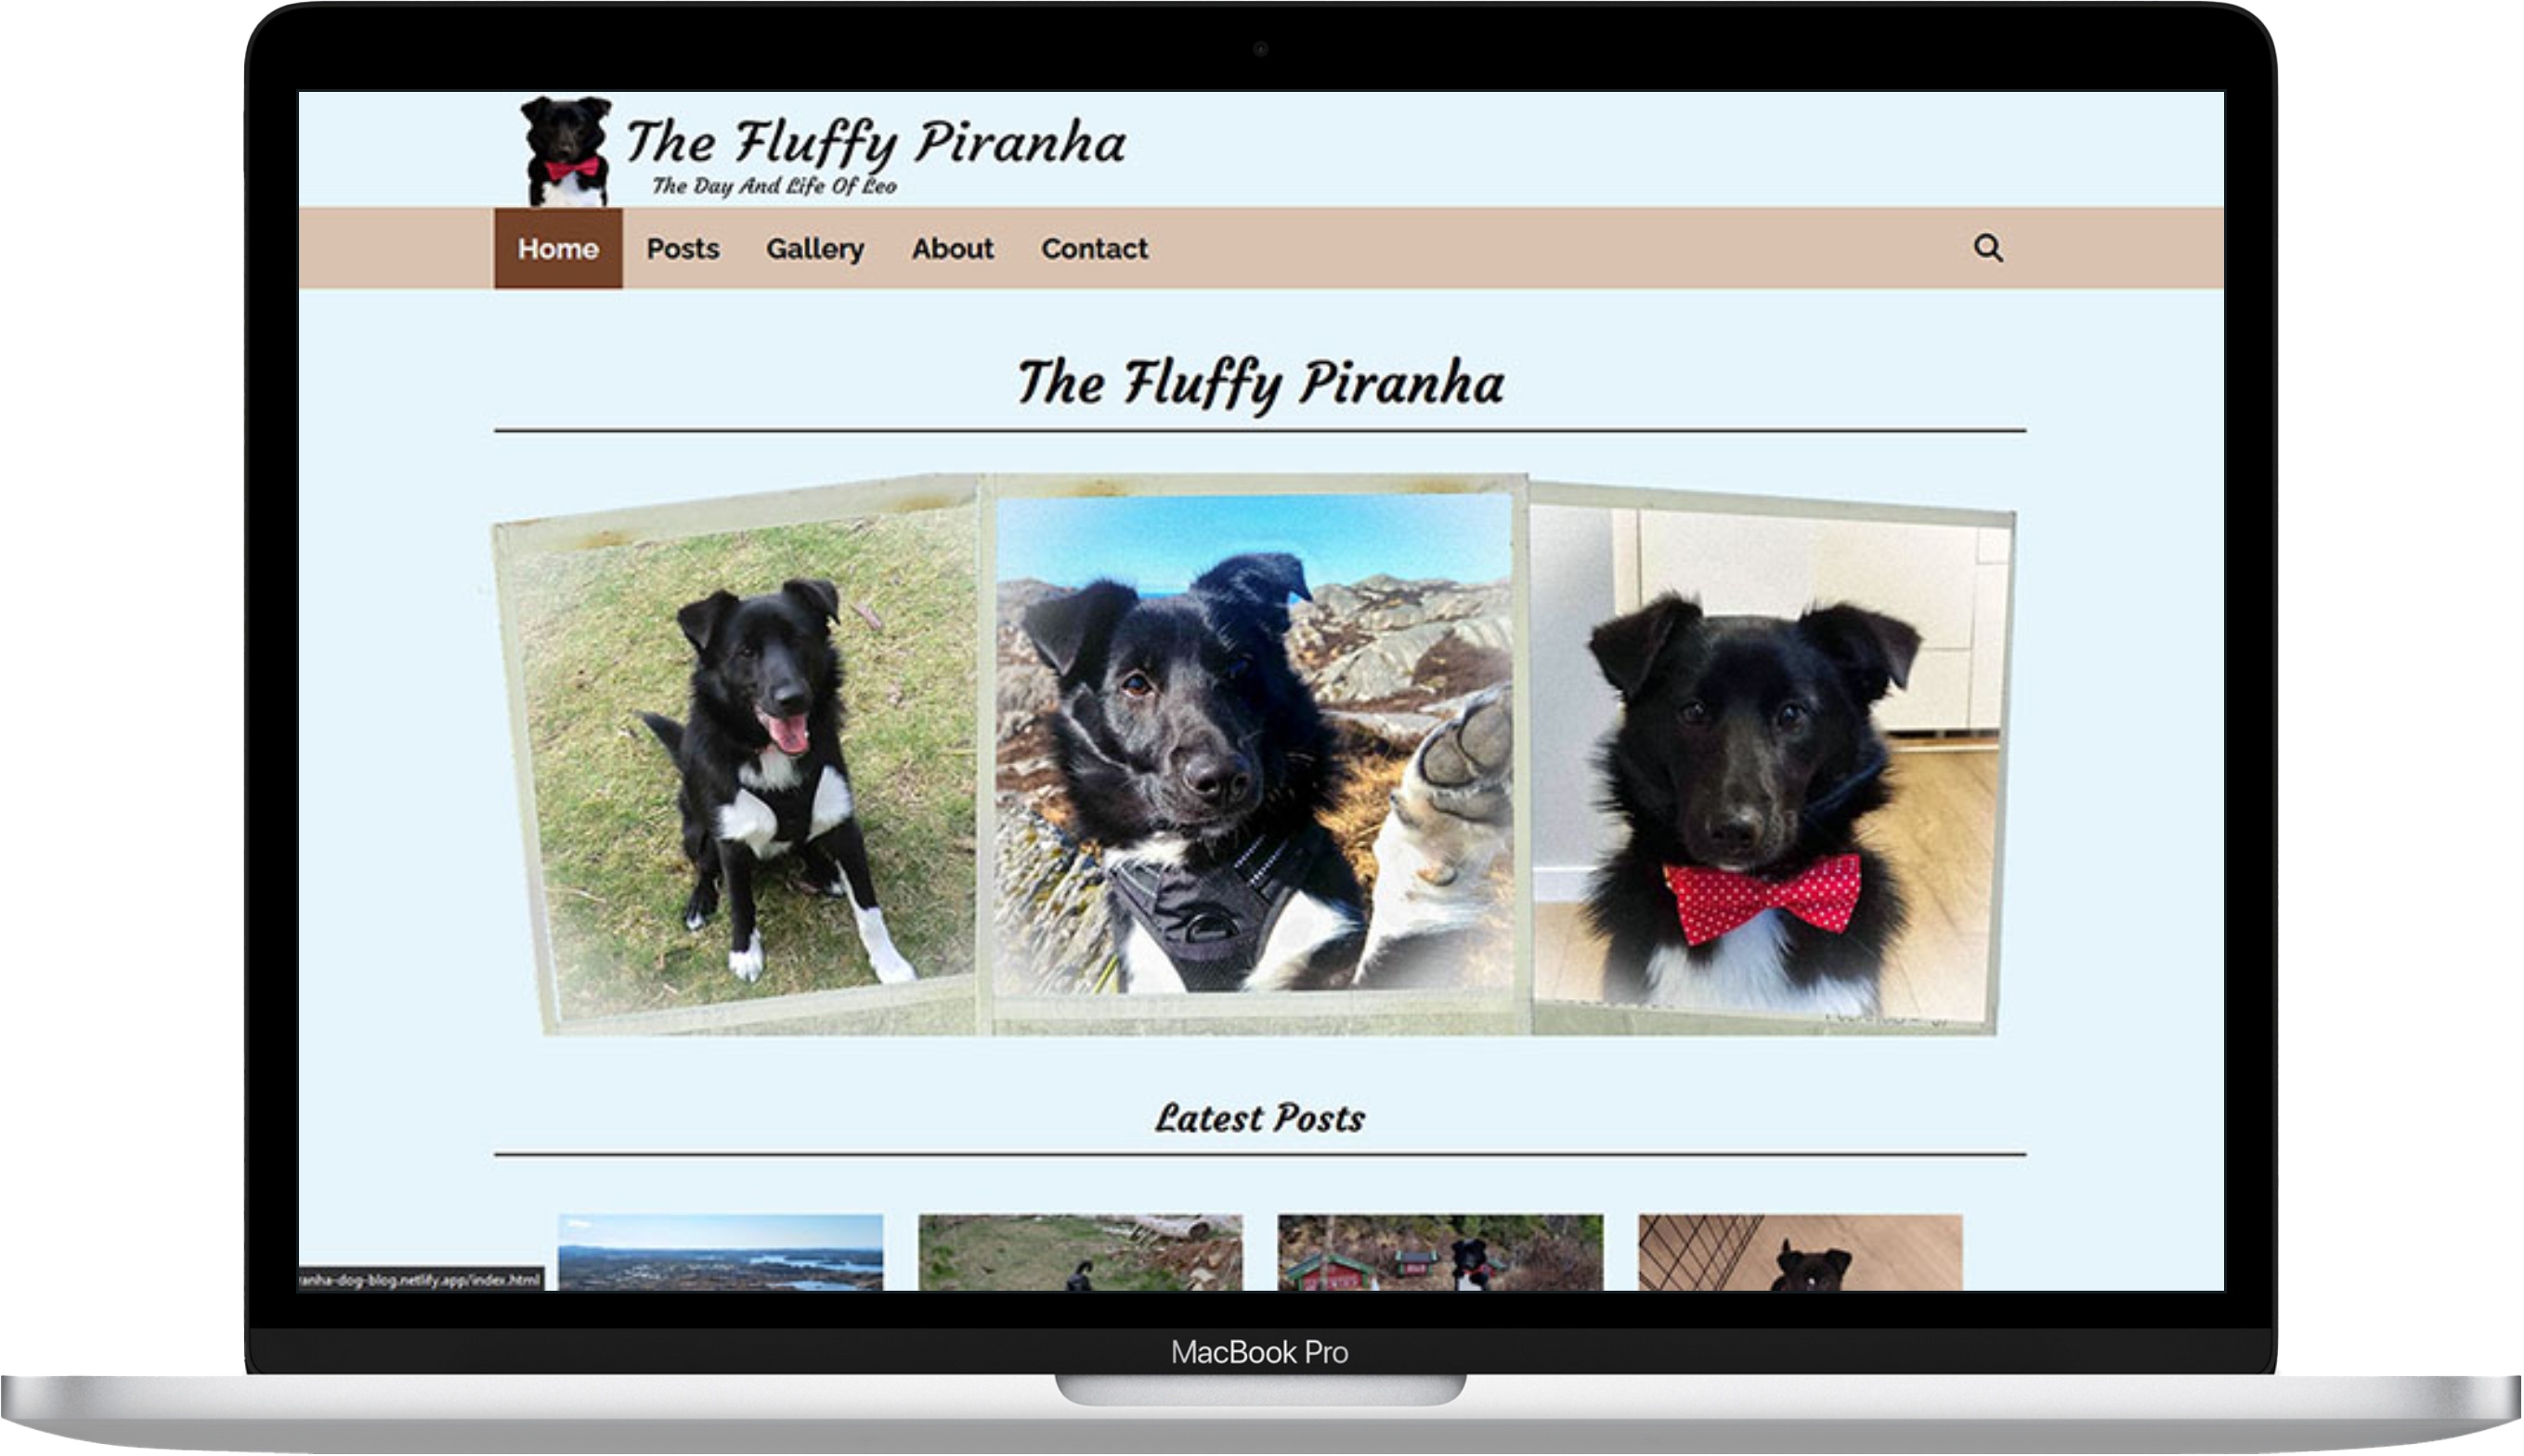 The Fluffy Piranha
The Day And Life Of Leo
Home Posts Gallery About Contact
The Fluffy Piranha
Latest Posts
anha-dog-blog.netlify.app/index.html
MacBook Pro